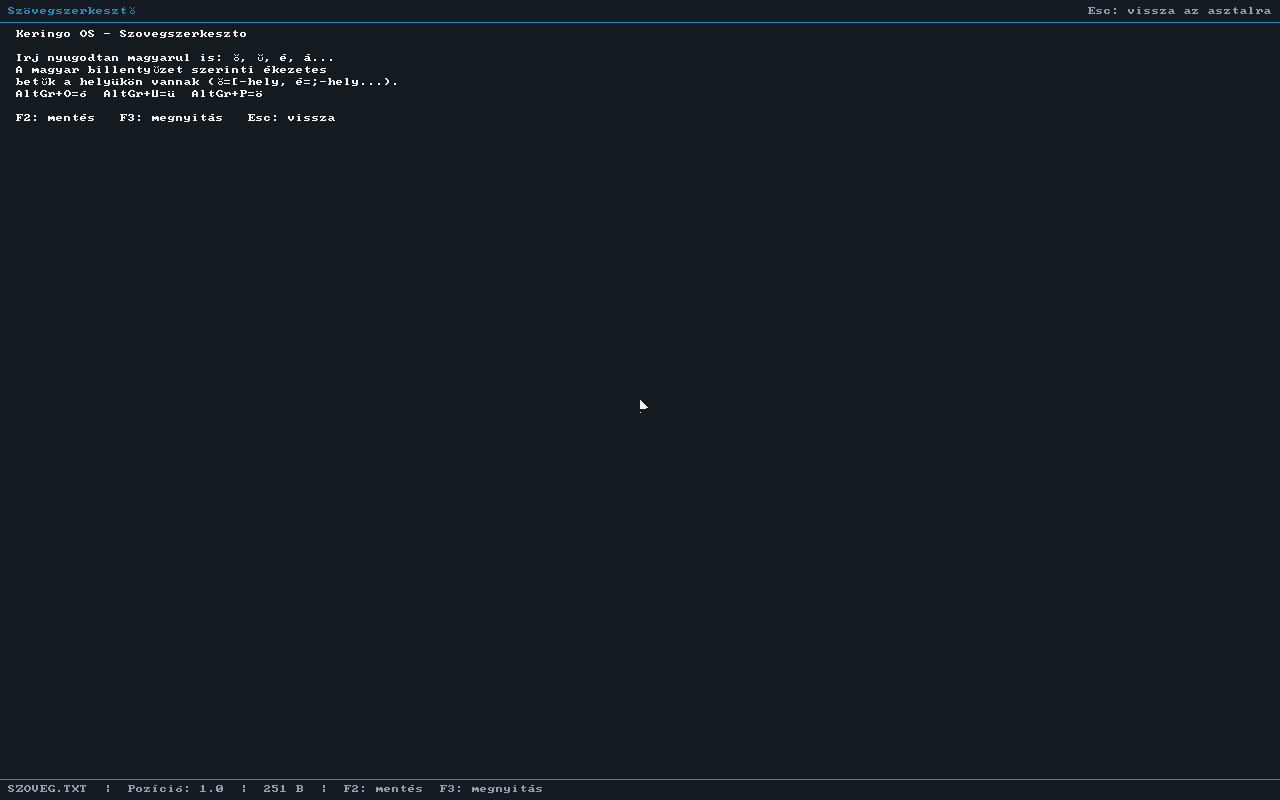 Szövegszerkesztő
Esc: vissza az asztalra
Keringo OS - Szovegszerkeszto
Irj nyugodtan magyarul is: ő, ű, é, á...
A magyar billentyűzet szerinti ékezetes
betűk a helyükön vannak (ő=[-hely, é=;-hely...).
AltGr+O=ó AltGr+U=ü AltGr+P=ö
F2: mentés F3: megnyitás Esc: vissza
SZOVEG.TXT | Pozíció: 1.0 | 251 B | F2: mentés F3: megnyitás